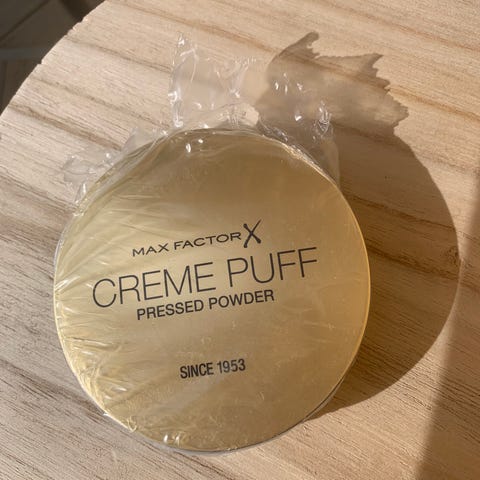 MAX FACTOR X
CREME PUFF
PRESSED POWDER
SINCE 1953